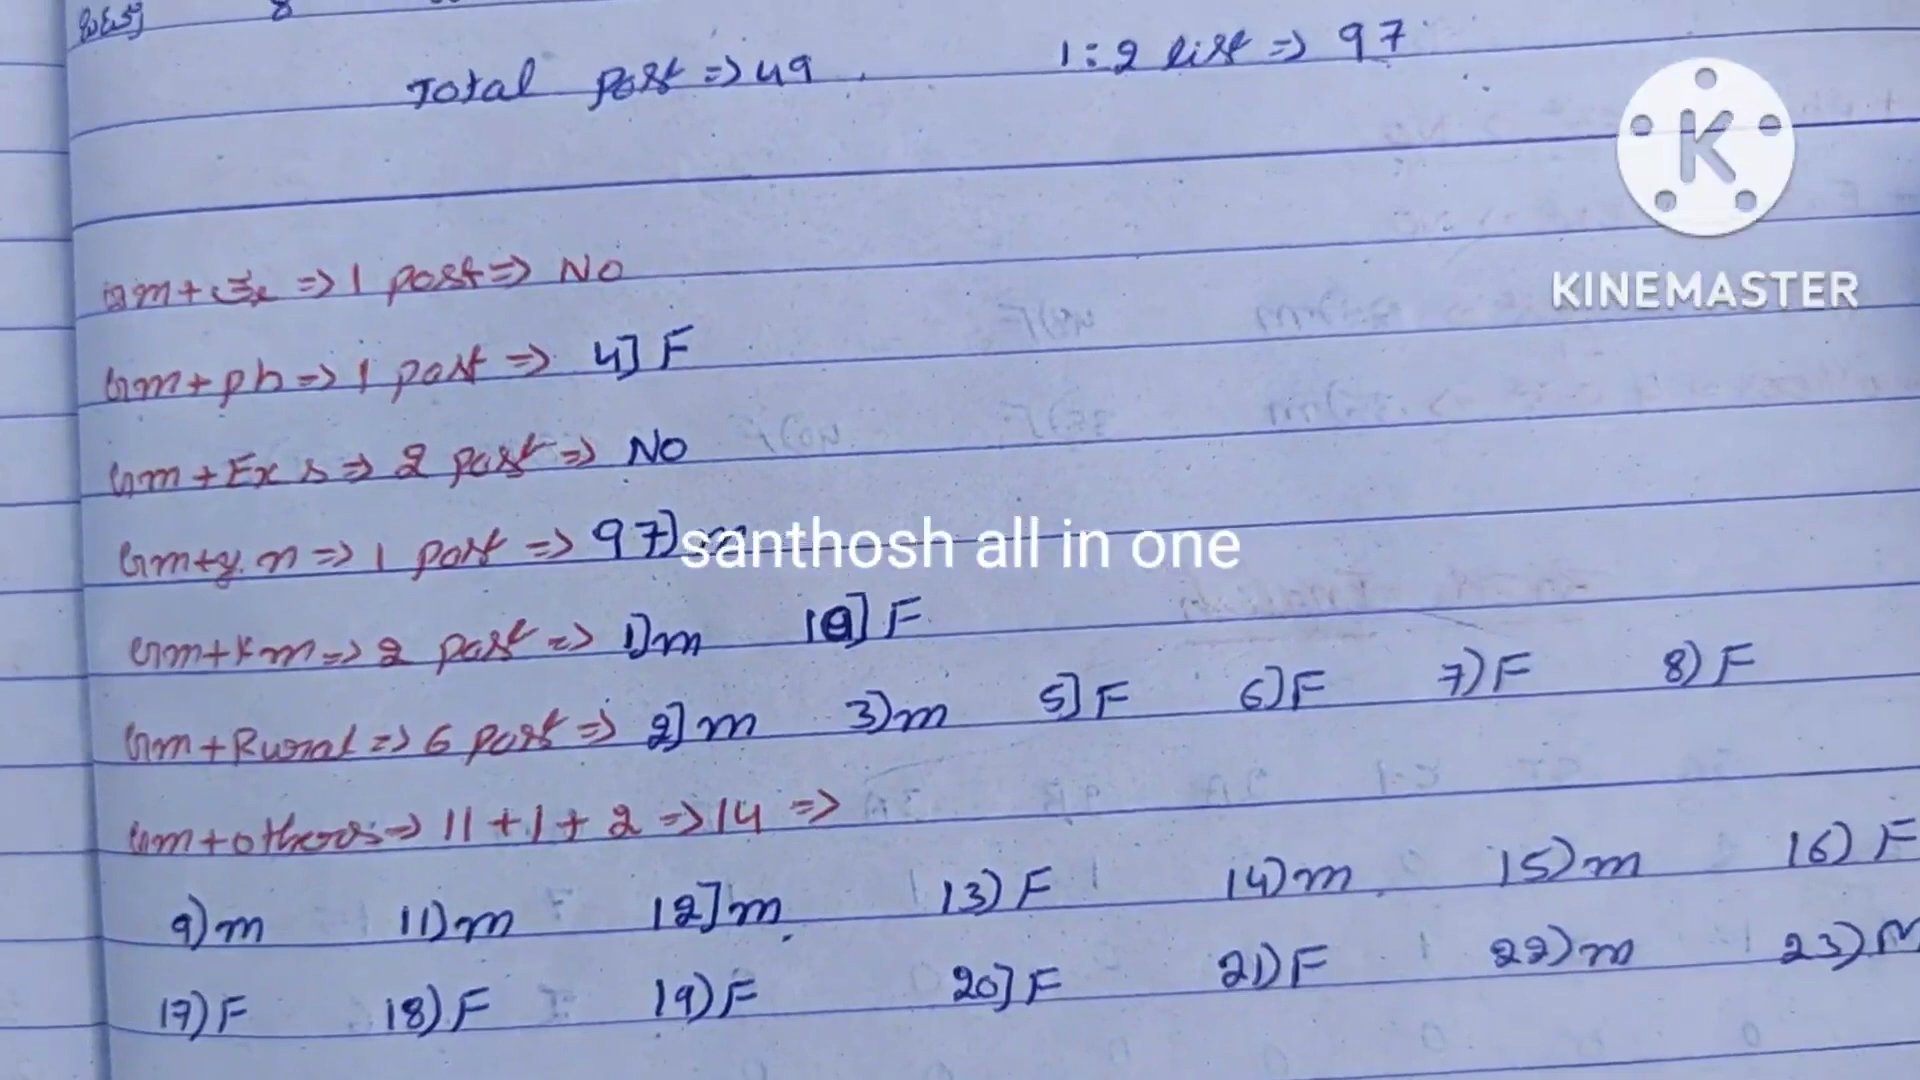 Total post => 49 . 1:2 list => 97
Gm + => 1 post => NO
Gm + ph => 1 post => 4] F
Gm + Ex s => 2 post => NO
Gm + y. n => 1 post => 97) m
Gm + Km => 2 post => 1) m 10] F
Gm + Rural => 6 post => 2] m 3) m 5] F 6] F 7) F 8) F
Gm + others => 11 + 1 + 2 => 14 =>
9) m 11) m 12] m 13) F 14) m 15) m 16) F
17) F 18) F 19) F 20] F 21) F 22) m 23) M
K
KINEMASTER
santhosh all in one